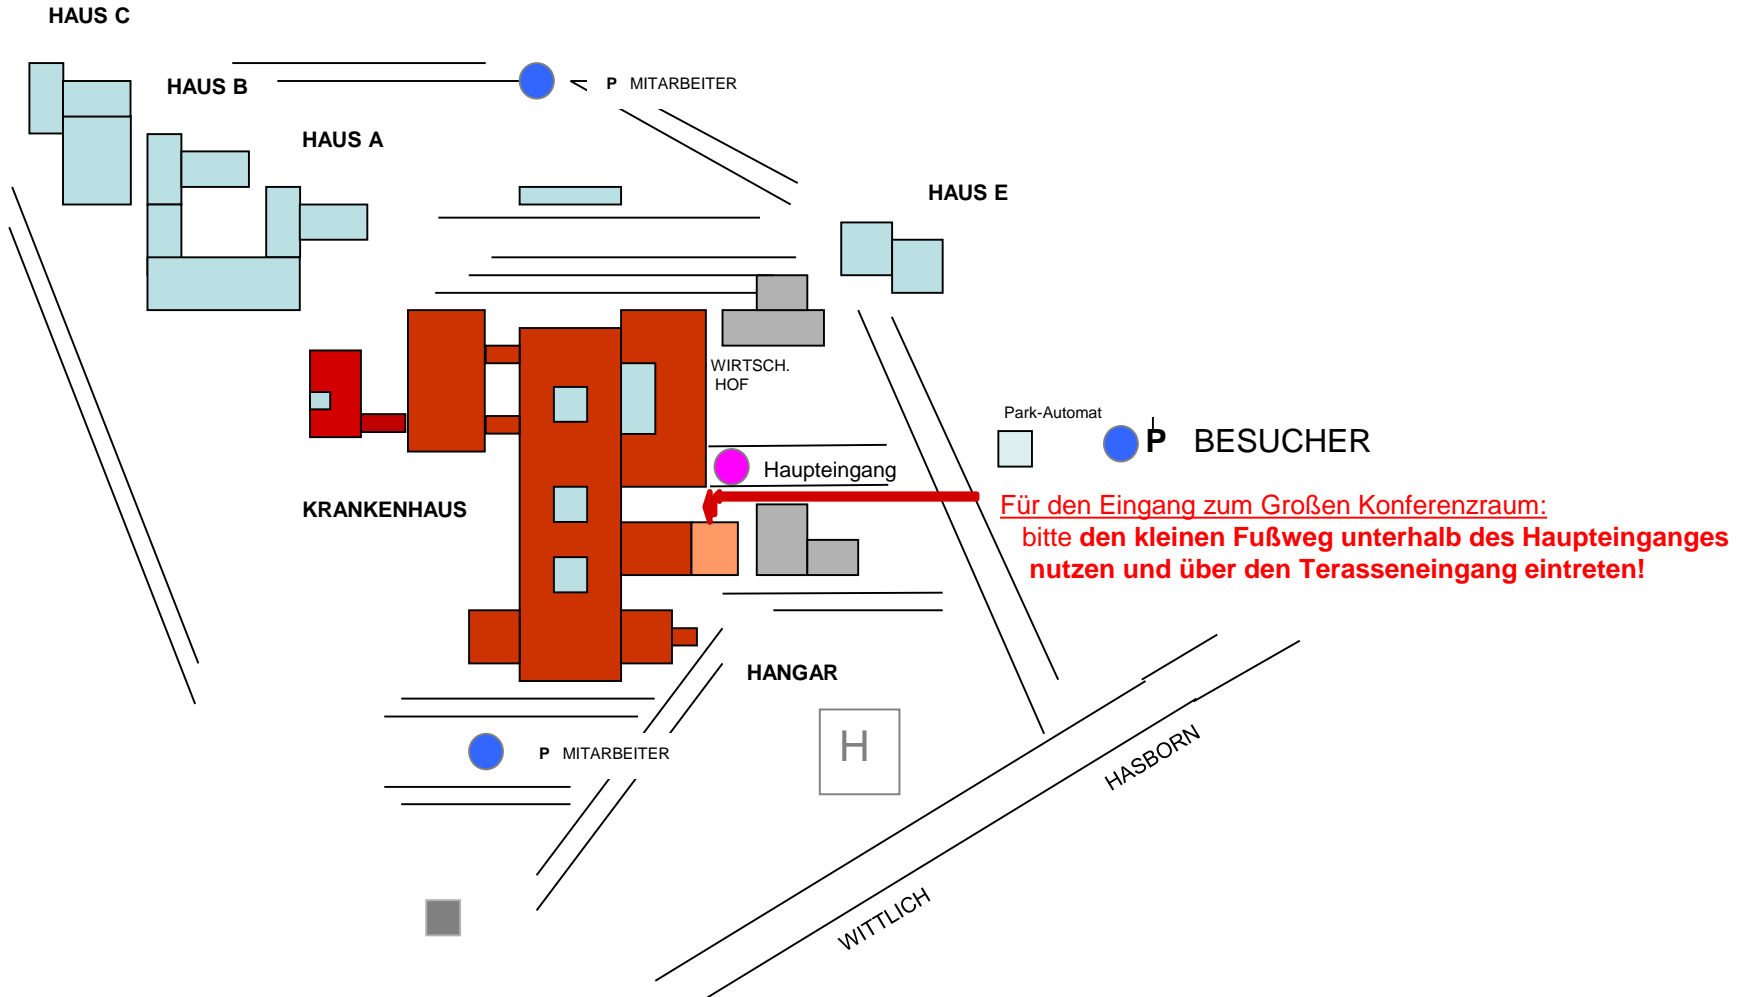 HAUS C
HAUS B
P MITARBEITER
HAUS A
HAUS E
WIRTSCH.
HOF
Park-Automat
P BESUCHER
Haupteingang
KRANKENHAUS
Für den Eingang zum Großen Konferenzraum:
bitte den kleinen Fußweg unterhalb des Haupteinganges
nutzen und über den Terasseneingang eintreten!
HANGAR
P MITARBEITER
H
HASBORN
WITTLICH